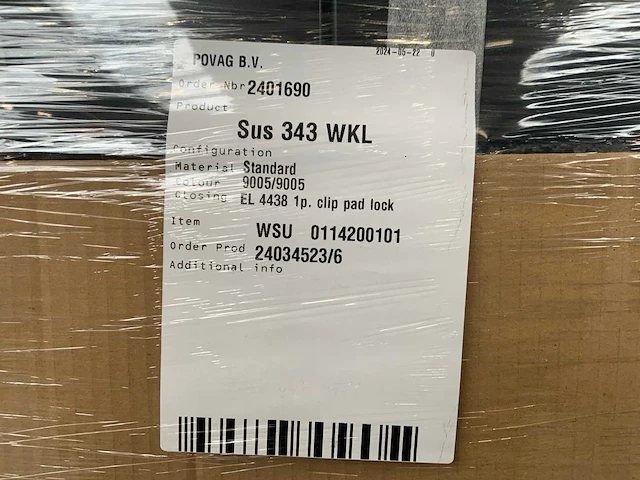 POVAG B.V.
2024-05-22 0
Order Nbr 2401690
Product
Sus 343 WKL
Configuration
Material Standard
Colour 9005/9005
Closing EL 4438 1p. clip pad lock
Item WSU 0114200101
Order Prod 24034523/6
Additional info